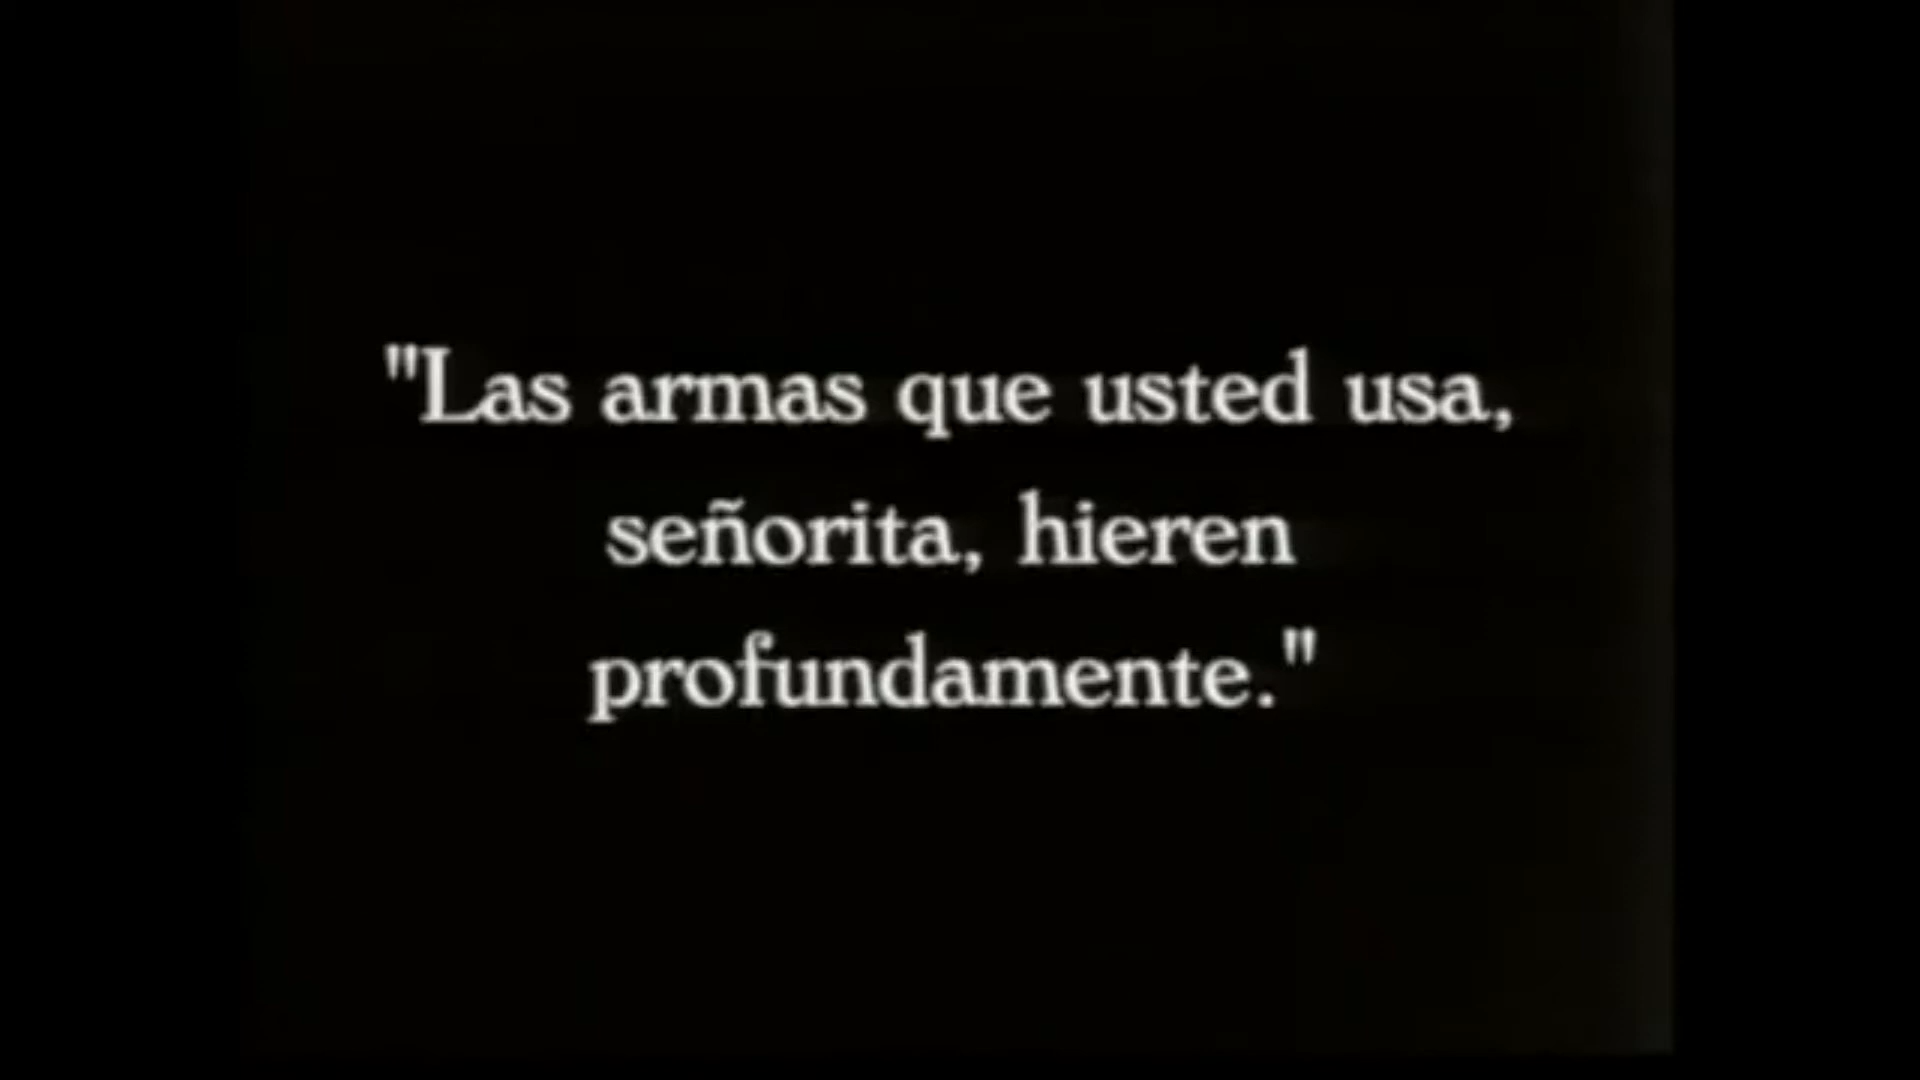 "Las armas que usted usa,
señorita, hieren
profundamente."